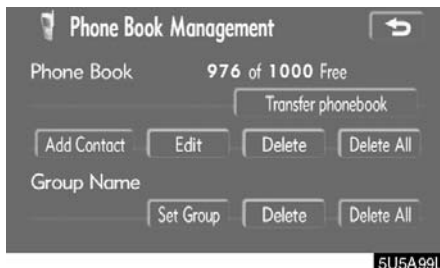 Phone Book Management
Phone Book 976 of 1000 Free
Transfer phonebook
Add Contact Edit Delete Delete All
Group Name
Set Group Delete Delete All
5U5A99I